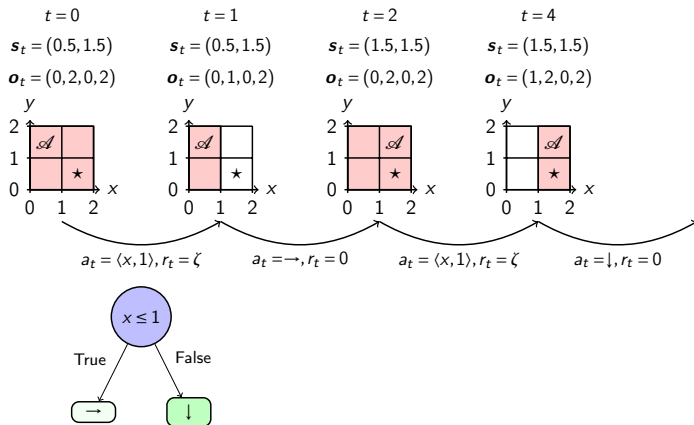 t = 0 t = 1 t = 2 t = 4
s_t = (0.5, 1.5) s_t = (0.5, 1.5) s_t = (1.5, 1.5) s_t = (1.5, 1.5)
o_t = (0, 2, 0, 2) o_t = (0, 1, 0, 2) o_t = (0, 2, 0, 2) o_t = (1, 2, 0, 2)
y y y y
2 2 2 2
𝒜 𝒜 𝒜 𝒜
1 1 1 1
★ ★ ★ ★
0 x 0 x 0 x 0 x
0 1 2 0 1 2 0 1 2 0 1 2
a_t = ⟨x, 1⟩, r_t = ζ a_t = →, r_t = 0 a_t = ⟨x, 1⟩, r_t = ζ a_t = ↓, r_t = 0
x ≤ 1
True False
→ ↓